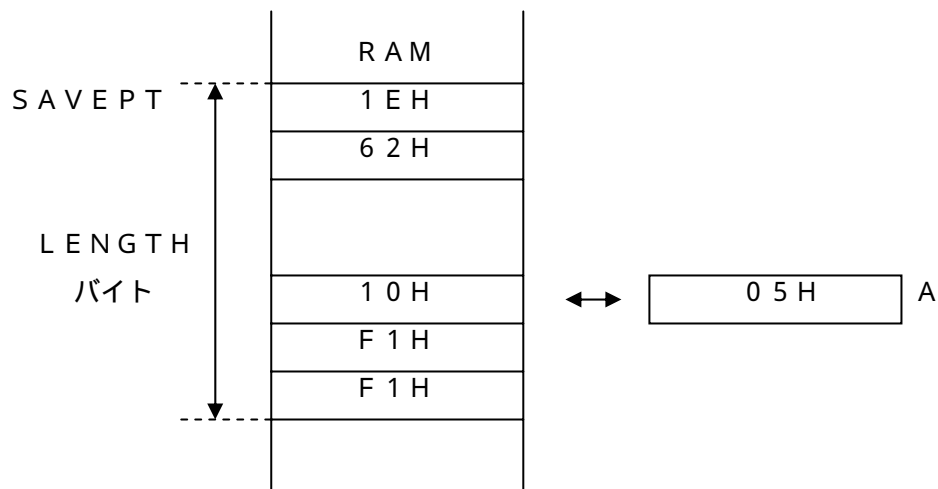 RAM
SAVEPT
1EH
62H
LENGTH
バイト
10H
05H
A
F1H
F1H